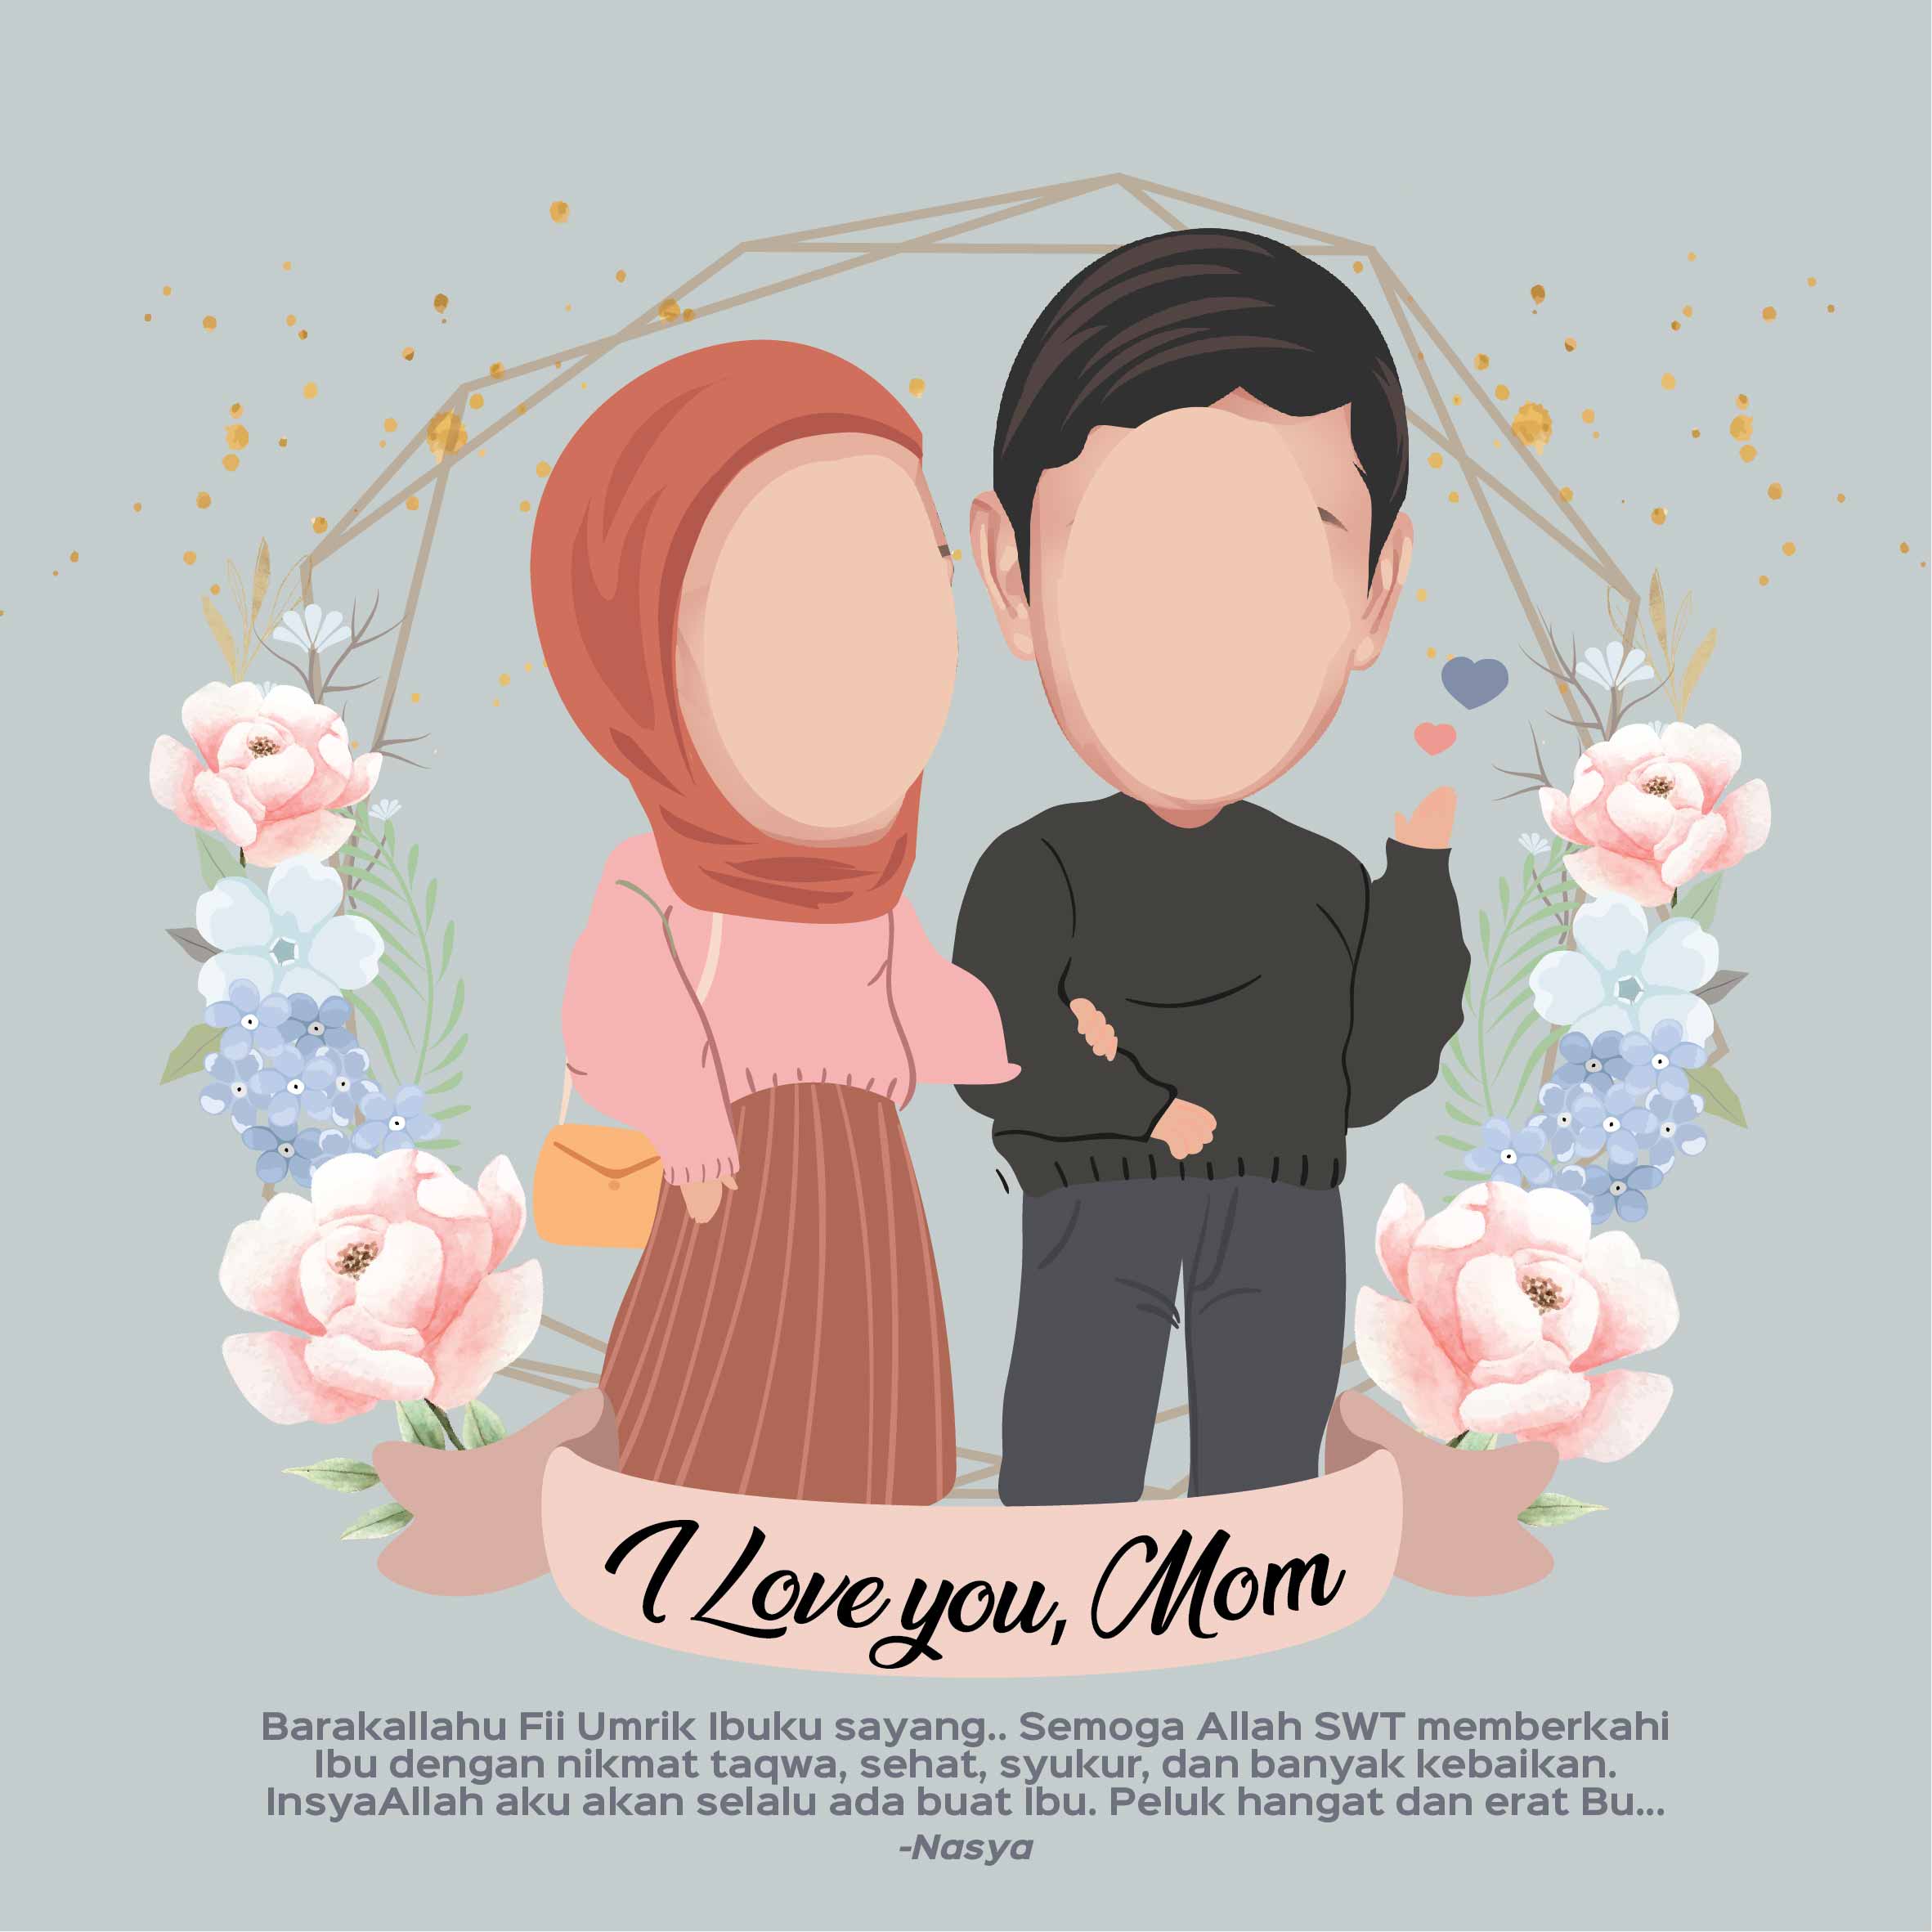 I Love you, Mom
Barakallahu Fii Umrik Ibuku sayang.. Semoga Allah SWT memberkahi
Ibu dengan nikmat taqwa, sehat, syukur, dan banyak kebaikan.
InsyaAllah aku akan selalu ada buat Ibu. Peluk hangat dan erat Bu...
-Nasya